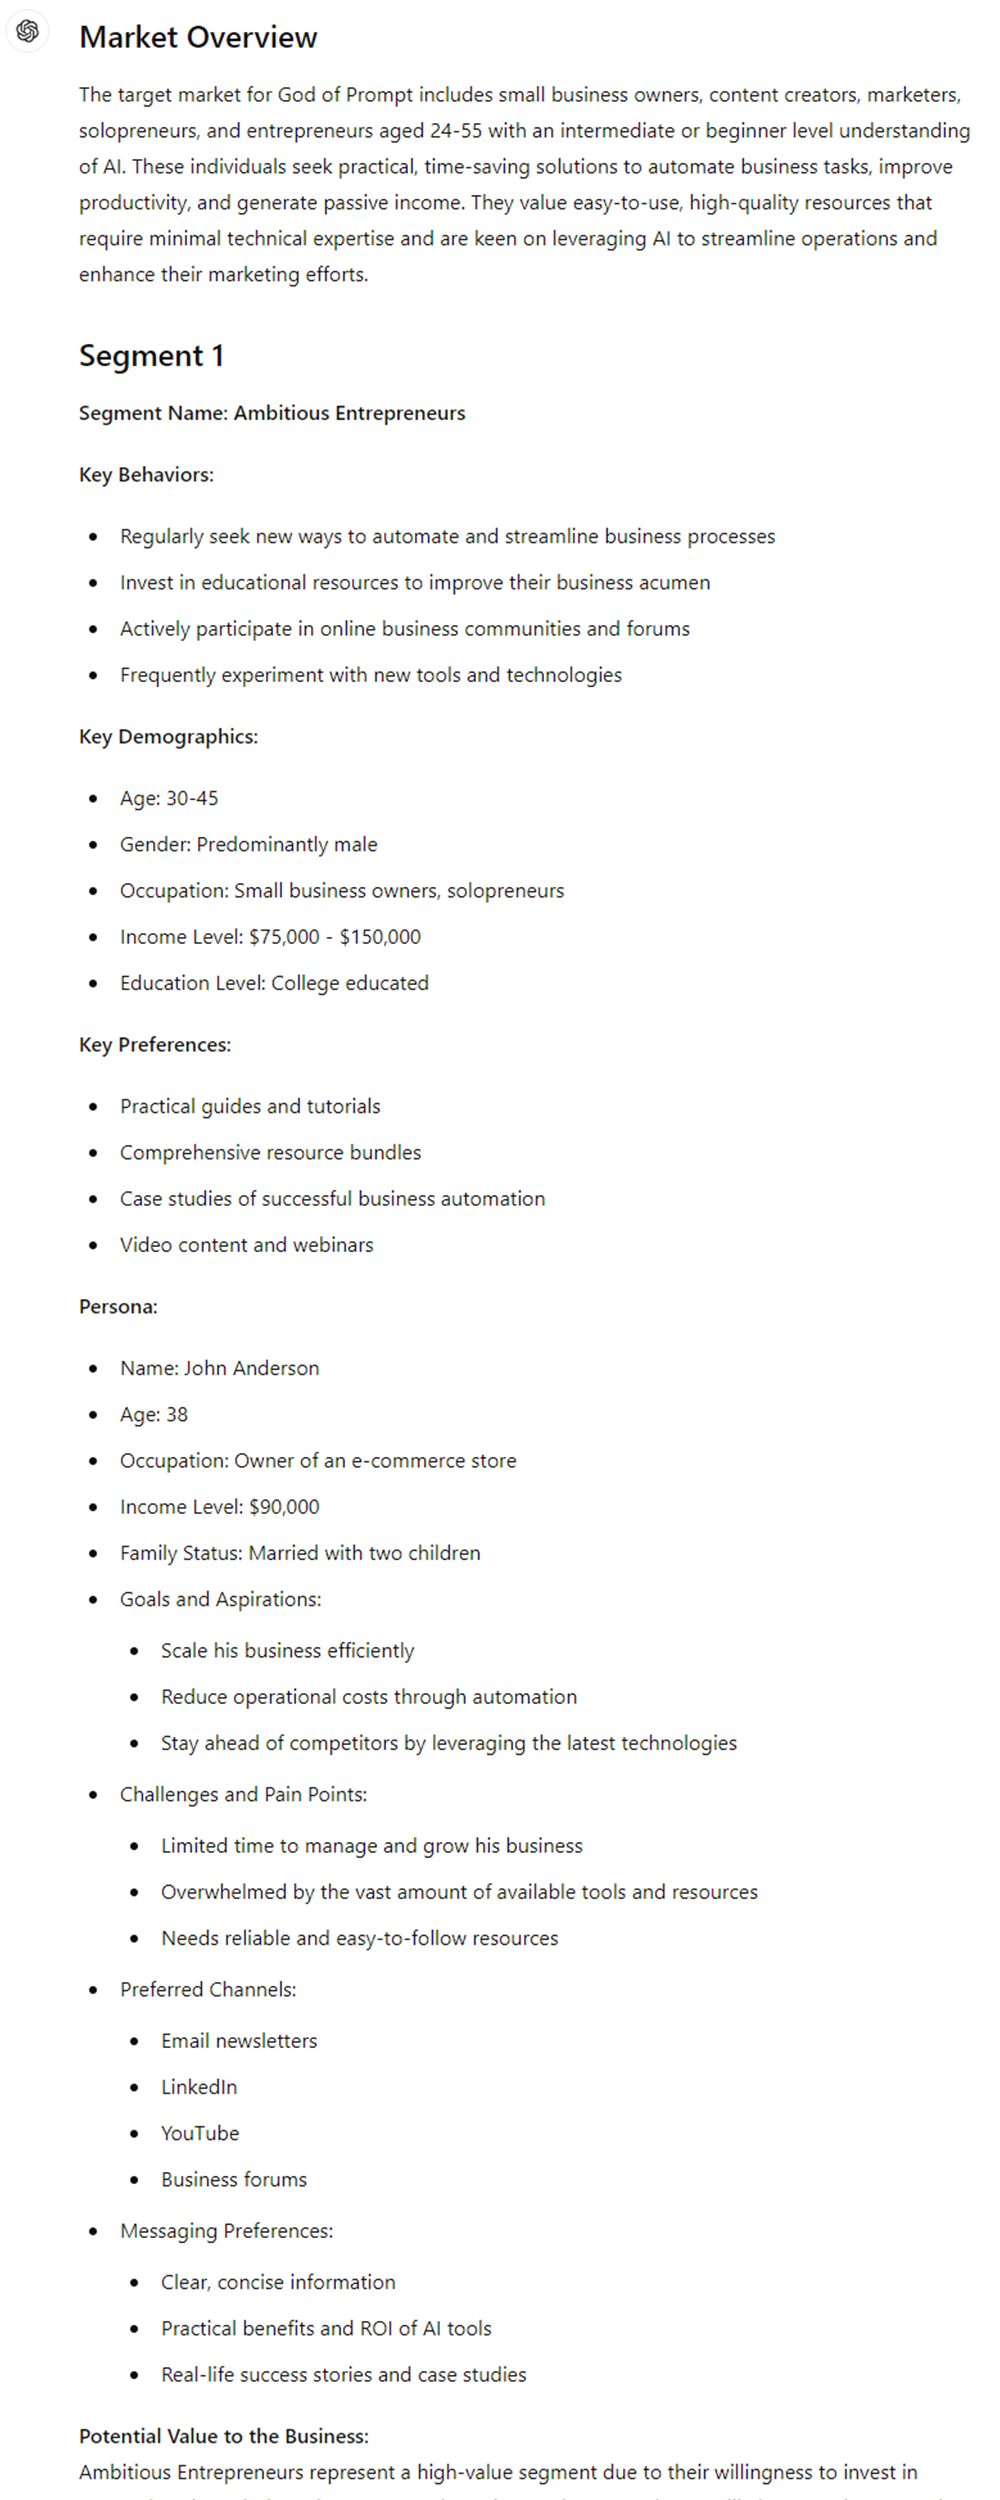 Market Overview
The target market for God of Prompt includes small business owners, content creators, marketers,
solopreneurs, and entrepreneurs aged 24-55 with an intermediate or beginner level understanding
of AI. These individuals seek practical, time-saving solutions to automate business tasks, improve
productivity, and generate passive income. They value easy-to-use, high-quality resources that
require minimal technical expertise and are keen on leveraging AI to streamline operations and
enhance their marketing efforts.
Segment 1
Segment Name: Ambitious Entrepreneurs
Key Behaviors:
• Regularly seek new ways to automate and streamline business processes
• Invest in educational resources to improve their business acumen
• Actively participate in online business communities and forums
• Frequently experiment with new tools and technologies
Key Demographics:
• Age: 30-45
• Gender: Predominantly male
• Occupation: Small business owners, solopreneurs
• Income Level: $75,000 - $150,000
• Education Level: College educated
Key Preferences:
• Practical guides and tutorials
• Comprehensive resource bundles
• Case studies of successful business automation
• Video content and webinars
Persona:
• Name: John Anderson
• Age: 38
• Occupation: Owner of an e-commerce store
• Income Level: $90,000
• Family Status: Married with two children
• Goals and Aspirations:
• Scale his business efficiently
• Reduce operational costs through automation
• Stay ahead of competitors by leveraging the latest technologies
• Challenges and Pain Points:
• Limited time to manage and grow his business
• Overwhelmed by the vast amount of available tools and resources
• Needs reliable and easy-to-follow resources
• Preferred Channels:
• Email newsletters
• LinkedIn
• YouTube
• Business forums
• Messaging Preferences:
• Clear, concise information
• Practical benefits and ROI of AI tools
• Real-life success stories and case studies
Potential Value to the Business:
Ambitious Entrepreneurs represent a high-value segment due to their willingness to invest in